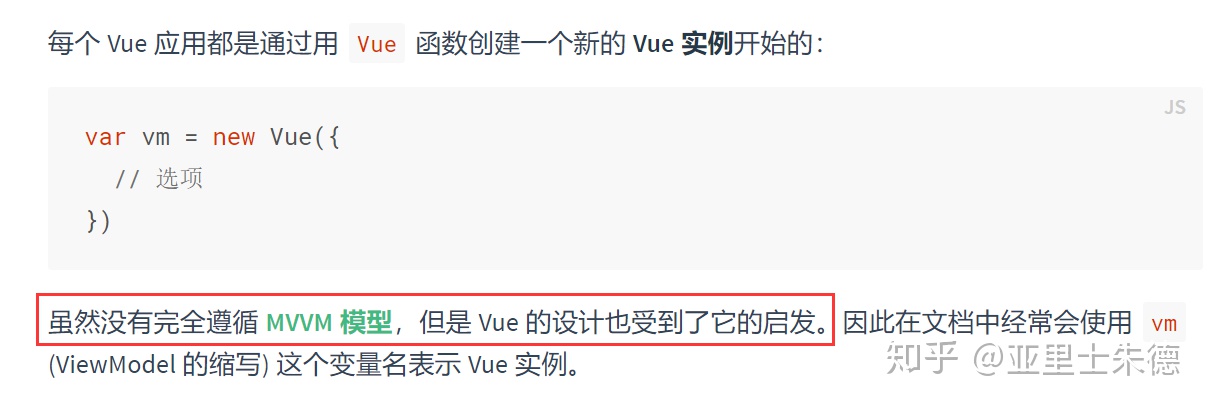 每个 Vue 应用都是通过用 Vue 函数创建一个新的 Vue 实例开始的：
JS
var vm = new Vue({
  // 选项
})
虽然没有完全遵循 MVVM 模型，但是 Vue 的设计也受到了它的启发。因此在文档中经常会使用 vm
(ViewModel 的缩写) 这个变量名表示 Vue 实例。
知乎 @亚里士朱德